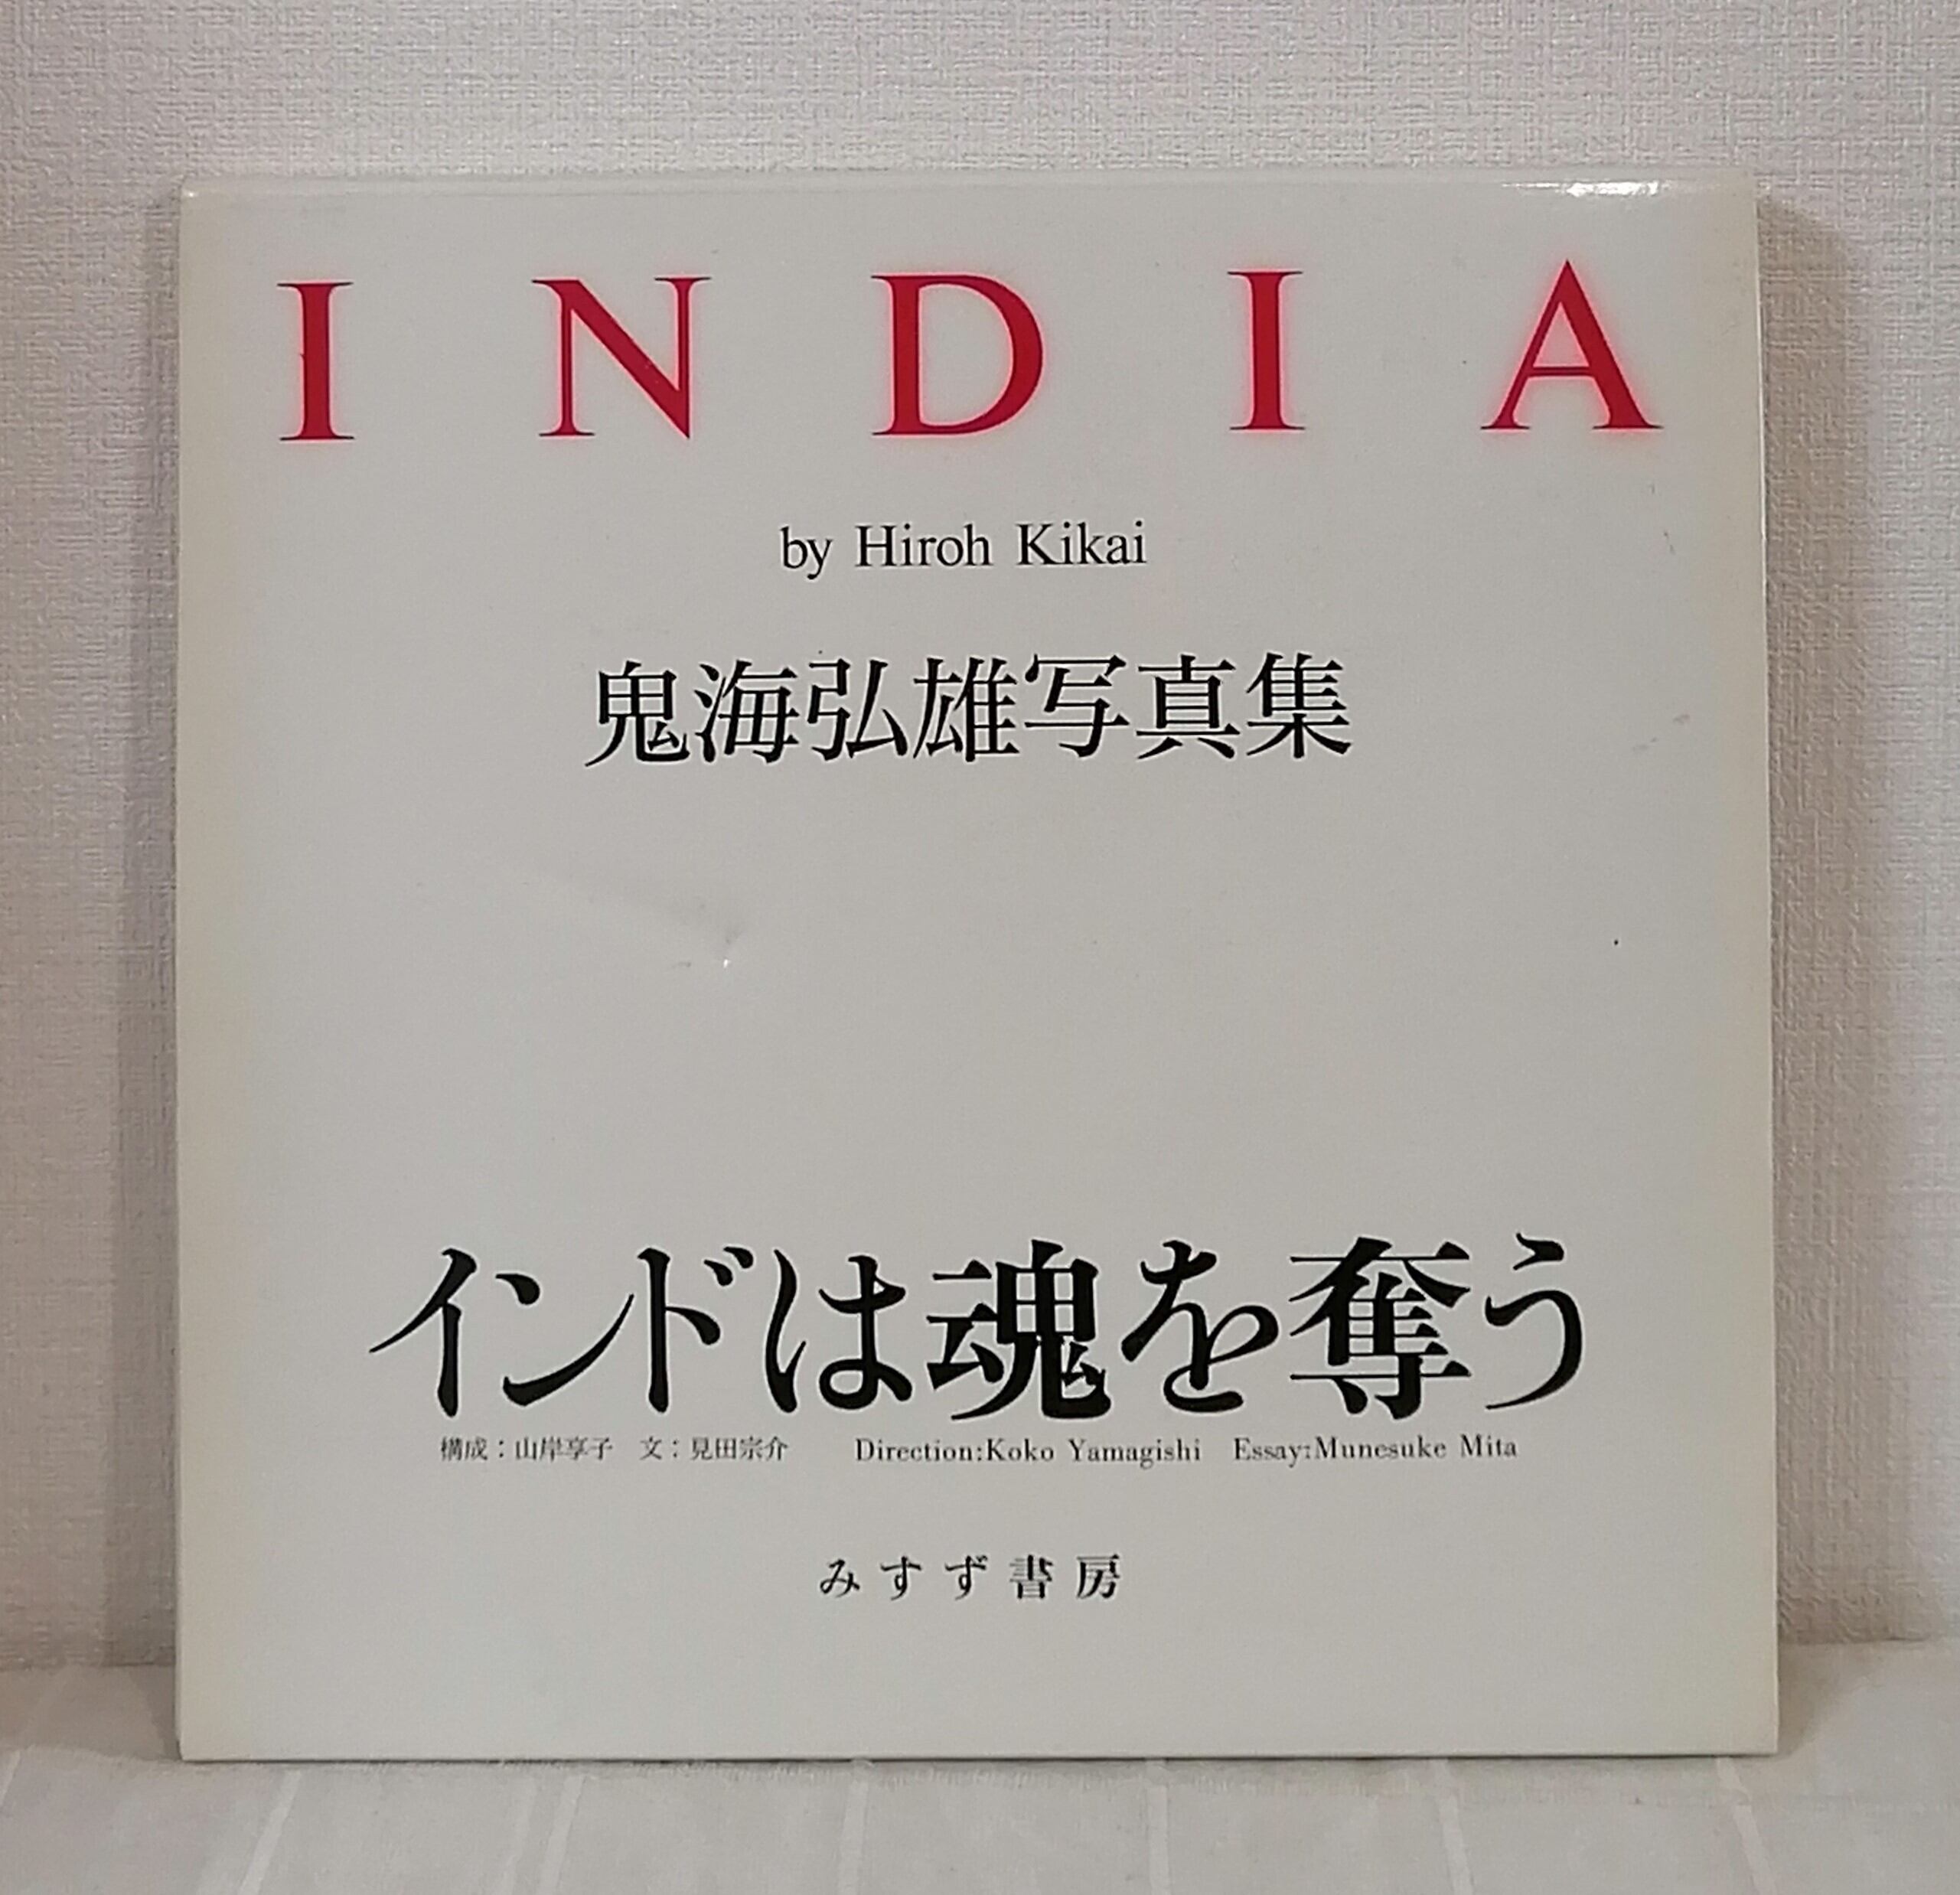 INDIA
by Hiroh Kikai
鬼海弘雄写真集
インドは魂を奪う
構成：山岸享子　文：見田宗介　Direction:Koko Yamagishi　Essay:Munesuke Mita
みすず書房